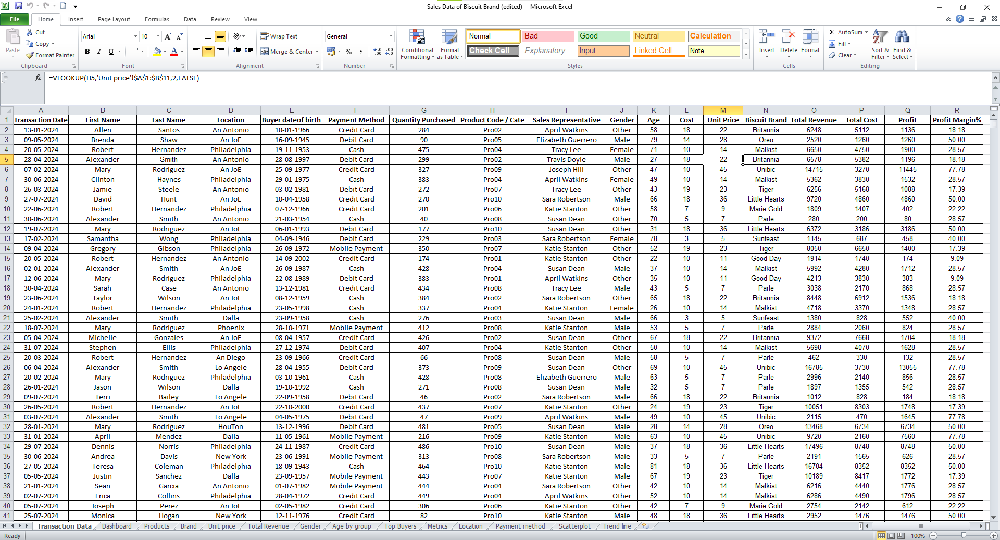 Sales Data of Biscuit Brand (edited) - Microsoft Excel
File Home Insert Page Layout Formulas Data Review View
Paste Cut Copy Format Painter Clipboard
Arial 10 Font
Wrap Text Merge & Center Alignment
General Number
Conditional Formatting Format as Table
Normal Bad Good Neutral Calculation
Check Cell Explanatory... Input Linked Cell Note
Styles
Insert Delete Format Cells
AutoSum Fill Clear Sort & Filter Find & Select Editing
fx =VLOOKUP(H5,'Unit price'!$A$1:$B$11,2,FALSE)
A B C D E F G H I J K L M N O P Q R
1 Transaction Date First Name Last Name Location Buyer dateof birth Payment Method Quantity Purchased Product Code / Cate Sales Representative Gender Age Cost Unit Price Biscuit Brand Total Revenue Total Cost Profit Profit Margin%
2 13-01-2024 Allen Santos An Antonio 10-01-1966 Credit Card 284 Pro02 April Watkins Other 58 18 22 Britannia 6248 5112 1136 18.18
3 09-05-2024 Brenda Shaw An JoE 16-09-1945 Debit Card 90 Pro05 Elizabeth Guerrero Male 79 14 28 Oreo 2520 1260 1260 50.00
4 20-05-2024 Robert Hernandez Philadelphia 19-11-1953 Cash 475 Pro04 Tracy Lee Female 71 10 14 Malkist 6650 4750 1900 28.57
5 28-04-2024 Alexander Smith An Antonio 28-08-1997 Debit Card 299 Pro02 Travis Doyle Male 27 18 22 Britannia 6578 5382 1196 18.18
6 07-02-2024 Mary Rodriguez An JoE 25-09-1977 Credit Card 327 Pro09 Joseph Hill Other 47 10 45 Unibic 14715 3270 11445 77.78
7 30-06-2024 Clinton Haynes Philadelphia 29-01-1975 Cash 383 Pro04 April Watkins Female 49 10 14 Malkist 5362 3830 1532 28.57
8 26-03-2024 Jamie Steele An Antonio 03-02-1981 Debit Card 272 Pro07 Tracy Lee Other 43 19 23 Tiger 6256 5168 1088 17.39
9 27-07-2024 David Hunt An JoE 10-04-1958 Credit Card 270 Pro10 Sara Robertson Male 66 18 36 Little Hearts 9720 4860 4860 50.00
10 22-06-2024 Robert Hernandez Philadelphia 07-12-1966 Credit Card 201 Pro06 Katie Stanton Other 58 7 9 Marie Gold 1809 1407 402 22.22
11 30-06-2024 Alexander Smith An Antonio 21-03-1954 Cash 40 Pro08 Susan Dean Other 70 5 7 Parle 280 200 80 28.57
12 19-07-2024 Mary Rodriguez An JoE 06-01-1993 Debit Card 177 Pro10 Susan Dean Other 31 18 36 Little Hearts 6372 3186 3186 50.00
13 17-02-2024 Samantha Wong Philadelphia 04-09-1946 Debit Card 229 Pro03 Sara Robertson Female 78 3 5 Sunfeast 1145 687 458 40.00
14 09-04-2024 Gregory Gibson Philadelphia 26-09-1972 Mobile Payment 350 Pro07 Katie Stanton Other 52 19 23 Tiger 8050 6650 1400 17.39
15 20-05-2024 Robert Hernandez An Antonio 14-09-2002 Credit Card 174 Pro01 Katie Stanton Other 22 10 11 Good Day 1914 1740 174 9.09
16 02-01-2024 Alexander Smith An JoE 26-09-1987 Cash 428 Pro04 Susan Dean Male 37 10 14 Malkist 5992 4280 1712 28.57
17 12-06-2024 Mary Rodriguez Philadelphia 22-08-1989 Debit Card 383 Pro01 April Watkins Other 35 10 11 Good Day 4213 3830 383 9.09
18 30-04-2024 Sarah Case An Antonio 13-12-1981 Credit Card 434 Pro08 Tracy Lee Male 43 5 7 Parle 3038 2170 868 28.57
19 23-06-2024 Taylor Wilson An JoE 08-12-1959 Cash 384 Pro02 Sara Robertson Other 65 18 22 Britannia 8448 6912 1536 18.18
20 24-01-2024 Robert Hernandez Philadelphia 23-05-1998 Cash 337 Pro04 Katie Stanton Female 26 10 14 Malkist 4718 3370 1348 28.57
21 25-02-2024 Alexander Smith Dalla 23-09-1958 Cash 276 Pro03 Susan Dean Male 66 3 5 Sunfeast 1380 828 552 40.00
22 18-07-2024 Mary Rodriguez Phoenix 28-10-1971 Mobile Payment 412 Pro08 Katie Stanton Male 53 5 7 Parle 2884 2060 824 28.57
23 05-04-2024 Michelle Gonzales An JoE 08-04-1957 Credit Card 426 Pro02 Susan Dean Other 67 18 22 Britannia 9372 7668 1704 18.18
24 31-07-2024 Stephen Ellis Philadelphia 27-12-1974 Debit Card 407 Pro04 Katie Stanton Other 50 10 14 Malkist 5698 4070 1628 28.57
25 20-03-2024 Robert Hernandez An Diego 23-09-1966 Credit Card 66 Pro08 Susan Dean Male 58 5 7 Parle 462 330 132 28.57
26 06-04-2024 Alexander Smith Lo Angele 28-04-1955 Debit Card 373 Pro09 Susan Dean Other 69 10 45 Unibic 16785 3730 13055 77.78
27 20-02-2024 Mary Rodriguez Philadelphia 03-10-1961 Cash 428 Pro08 Elizabeth Guerrero Male 63 5 7 Parle 2996 2140 856 28.57
28 26-01-2024 Jason Wilson Dalla 19-10-1992 Cash 271 Pro08 Susan Dean Male 32 5 7 Parle 1897 1355 542 28.57
29 09-07-2024 Terri Bailey Lo Angele 22-09-1958 Debit Card 46 Pro02 Sara Robertson Male 66 18 22 Britannia 1012 828 184 18.18
30 26-05-2024 Robert Hernandez An JoE 22-10-2000 Credit Card 437 Pro07 Katie Stanton Other 24 19 23 Tiger 10051 8303 1748 17.39
31 03-07-2024 Alexander Smith Lo Angele 04-05-1975 Debit Card 47 Pro09 April Watkins Male 49 10 45 Unibic 2115 470 1645 77.78
32 28-01-2024 Mary Rodriguez HouTon 13-12-1996 Debit Card 481 Pro05 Susan Dean Male 28 14 28 Oreo 13468 6734 6734 50.00
33 31-01-2024 April Mendez Dalla 11-05-1961 Mobile Payment 216 Pro09 Katie Stanton Male 63 10 45 Unibic 9720 2160 7560 77.78
34 29-07-2024 Dennis Norris Philadelphia 24-11-1987 Credit Card 486 Pro10 Susan Dean Male 37 18 36 Little Hearts 17496 8748 8748 50.00
35 30-06-2024 Andrea Davis New York 23-06-1991 Mobile Payment 313 Pro08 Sara Robertson Male 33 5 7 Parle 2191 1565 626 28.57
36 27-05-2024 Teresa Coleman Philadelphia 18-09-1943 Cash 464 Pro10 Katie Stanton Male 81 18 36 Little Hearts 16704 8352 8352 50.00
37 05-05-2024 Justin Sanchez Dalla 23-09-1957 Mobile Payment 443 Pro07 Katie Stanton Male 67 19 23 Tiger 10189 8417 1772 17.39
38 21-01-2024 Sean Garcia An Antonio 01-07-1982 Mobile Payment 444 Pro04 Sara Robertson Male 42 10 14 Malkist 6216 4440 1776 28.57
39 02-07-2024 Erica Collins Philadelphia 28-04-1972 Credit Card 449 Pro04 April Watkins Other 52 10 14 Malkist 6286 4490 1796 28.57
40 05-07-2024 Joseph Perez An JoE 02-05-1982 Credit Card 306 Pro06 Katie Stanton Other 42 7 9 Marie Gold 2754 2142 612 22.22
41 25-07-2024 Monica Hogan New York 12-11-1976 Credit Card 82 Pro10 Katie Stanton Male 48 18 36 Little Hearts 2952 1476 1476 50.00
Transaction Data Dashboard Products Brand Unit price Total Revenue Gender Age by group Top Buyers Metrics Location Payment method Scatterplot Trend line
Ready 100%